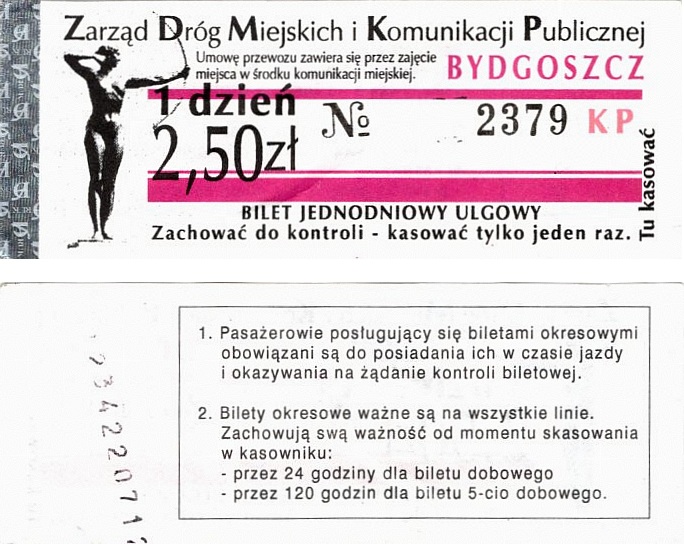 Zarząd Dróg Miejskich i Komunikacji Publicznej
Umowę przewozu zawiera się przez zajęcie
miejsca w środku komunikacji miejskiej.
BYDGOSZCZ
1 dzień
2,50zł
№ 2379 KP
Tu kasować
BILET JEDNODNIOWY ULGOWY
Zachować do kontroli - kasować tylko jeden raz.
1. Pasażerowie posługujący się biletami okresowymi
obowiązani są do posiadania ich w czasie jazdy
i okazywania na żądanie kontroli biletowej.
2. Bilety okresowe ważne są na wszystkie linie.
Zachowują swą ważność od momentu skasowania
w kasowniku:
- przez 24 godziny dla biletu dobowego
- przez 120 godzin dla biletu 5-cio dobowego.